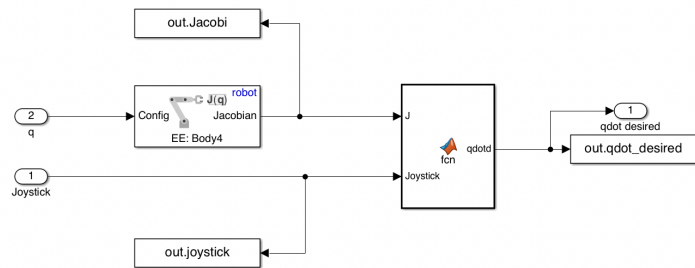 out.Jacobi
robot
J(q)
2
Config
Jacobian
q
EE: Body4
J
1
qdot desired
qdotd
fcn
out.qdot_desired
1
Joystick
Joystick
out.joystick